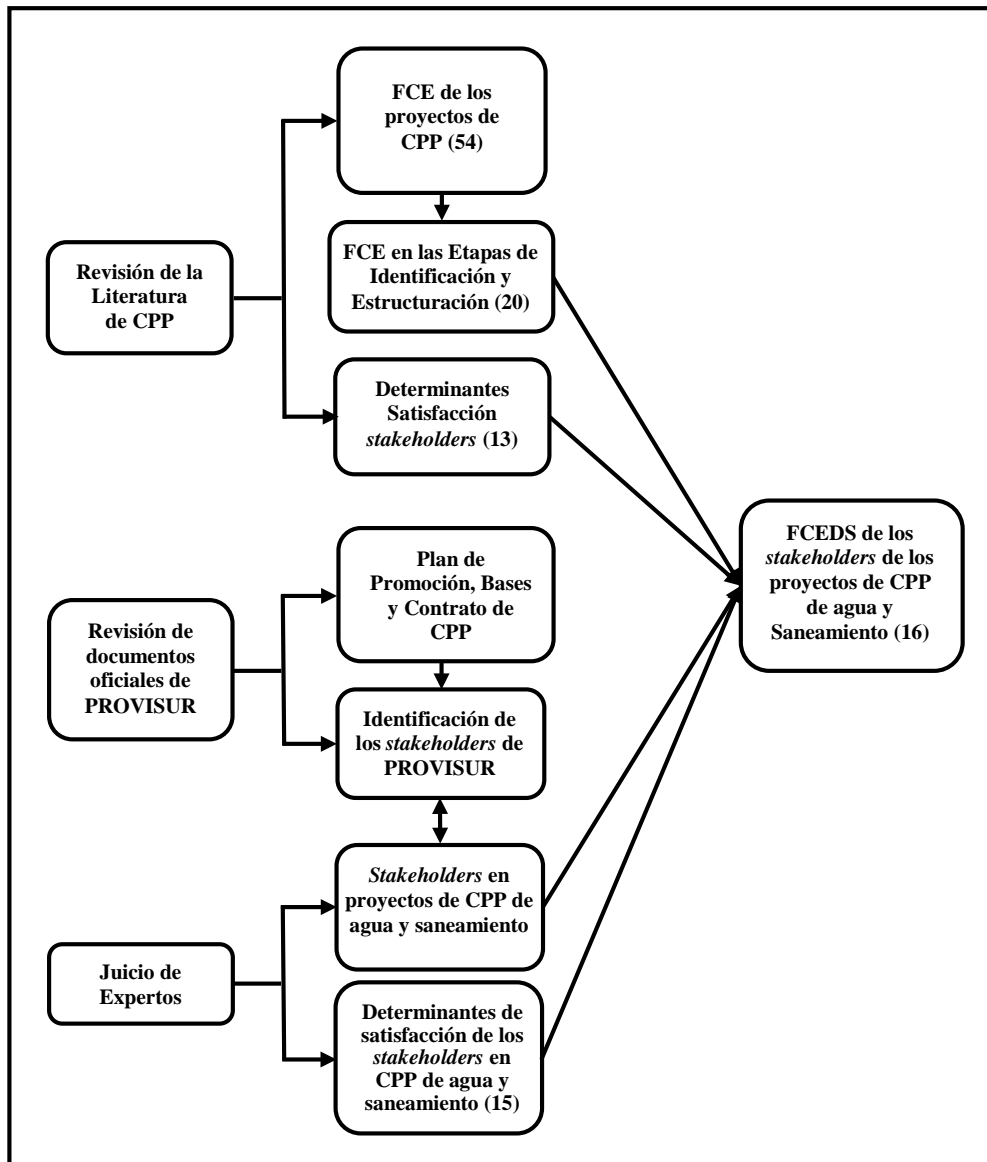 FCE de los
proyectos de
CPP (54)
FCE en las Etapas de
Identificación y
Estructuración (20)
Revisión de la
Literatura
de CPP
Determinantes
Satisfacción
stakeholders (13)
FCEDS de los
stakeholders de los
proyectos de CPP
de agua y
Saneamiento (16)
Plan de
Promoción, Bases
y Contrato de
CPP
Revisión de
documentos
oficiales de
PROVISUR
Identificación de
los stakeholders de
PROVISUR
Stakeholders en
proyectos de CPP de
agua y saneamiento
Juicio de
Expertos
Determinantes de
satisfacción de los
stakeholders en
CPP de agua y
saneamiento (15)